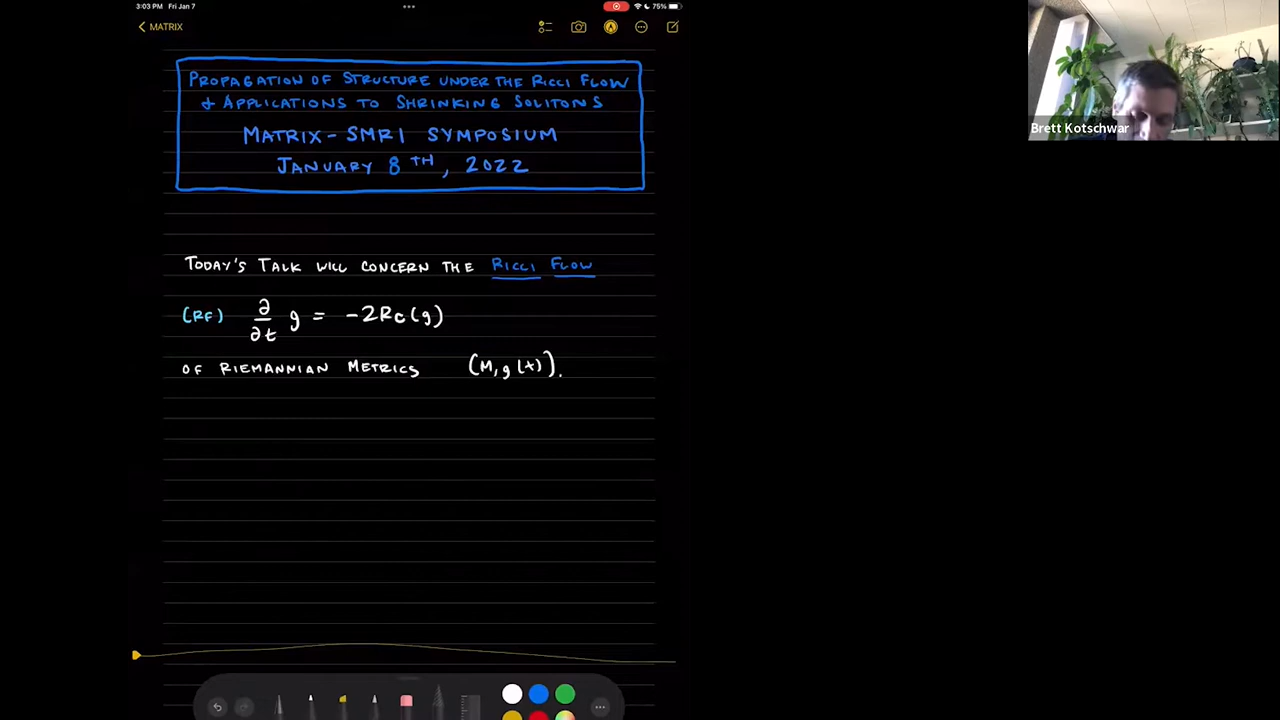 3:03 PM Fri Jan 7
75%
MATRIX
PROPAGATION OF STRUCTURE UNDER THE RICCI FLOW
& APPLICATIONS TO SHRINKING SOLITONS
MATRIX - SMRI SYMPOSIUM
JANUARY 8TH, 2022
TODAY'S TALK WILL CONCERN THE RICCI FLOW
(RF) ∂/∂t g = -2Rc(g)
OF RIEMANNIAN METRICS (M, g(t)).
Brett Kotschwar